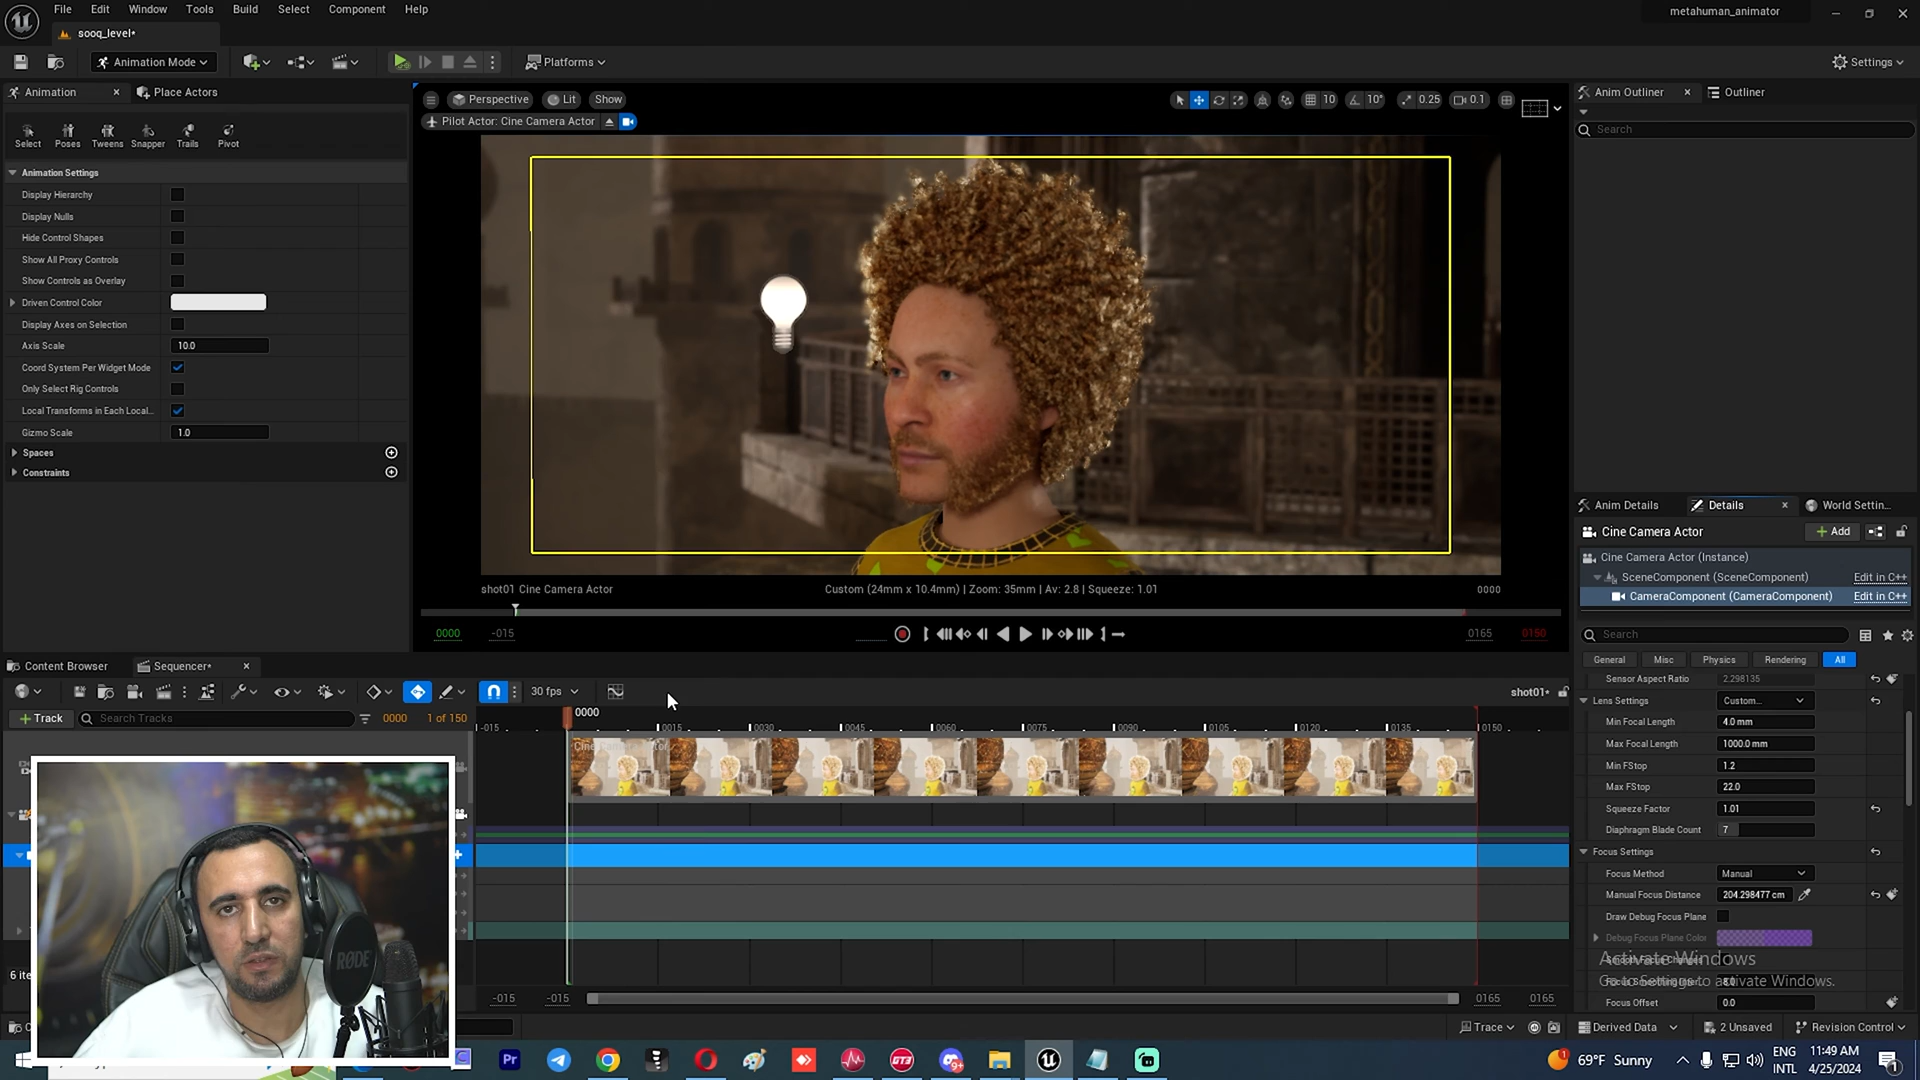 File Edit Window Tools Build Select Component Help
metahuman_animator
sooq_level*
Animation Mode
Platforms
Settings
Animation
Place Actors
Select Poses Tweens Snapper Trails Pivot
Animation Settings
Display Hierarchy
Display Nulls
Hide Control Shapes
Show All Proxy Controls
Show Controls as Overlay
Driven Control Color
Display Axes on Selection
Axis Scale 10.0
Coord System Per Widget Mode
Only Select Rig Controls
Local Transforms in Each Local...
Gizmo Scale 1.0
Spaces
Constraints
Perspective Lit Show
10 10° 0.25 0.1
Pilot Actor: Cine Camera Actor
shot01 Cine Camera Actor
Custom (24mm x 10.4mm) | Zoom: 35mm | Av: 2.8 | Squeeze: 1.01
0000
0000 -015
0165 0150
Anim Outliner
Outliner
Search
Anim Details
Details
World Settin...
Cine Camera Actor
Add
Cine Camera Actor (Instance)
SceneComponent (SceneComponent) Edit in C++
CameraComponent (CameraComponent) Edit in C++
Search
General Misc Physics Rendering All
Sensor Aspect Ratio 2.298135
Lens Settings Custom...
Min Focal Length 4.0 mm
Max Focal Length 1000.0 mm
Min FStop 1.2
Max FStop 22.0
Squeeze Factor 1.01
Diaphragm Blade Count 7
Focus Settings
Focus Method Manual
Manual Focus Distance 204.298477 cm
Draw Debug Focus Plane
Debug Focus Plane Color
Activate Windows
Go to Settings to activate Windows.
Focus Offset 0.0
Content Browser
Sequencer*
30 fps
shot01*
Track
Search Tracks
0000 1 of 150
0000
-015 0015 0030 0045 0060 0075 0090 0105 0120 0135 0150
Cine Camera Actor
RØDE
-015 -015
0165 0165
Trace
Derived Data
2 Unsaved
Revision Control
Pr
GT3
9+
69°F Sunny
ENG
INTL
11:49 AM
4/25/2024
1